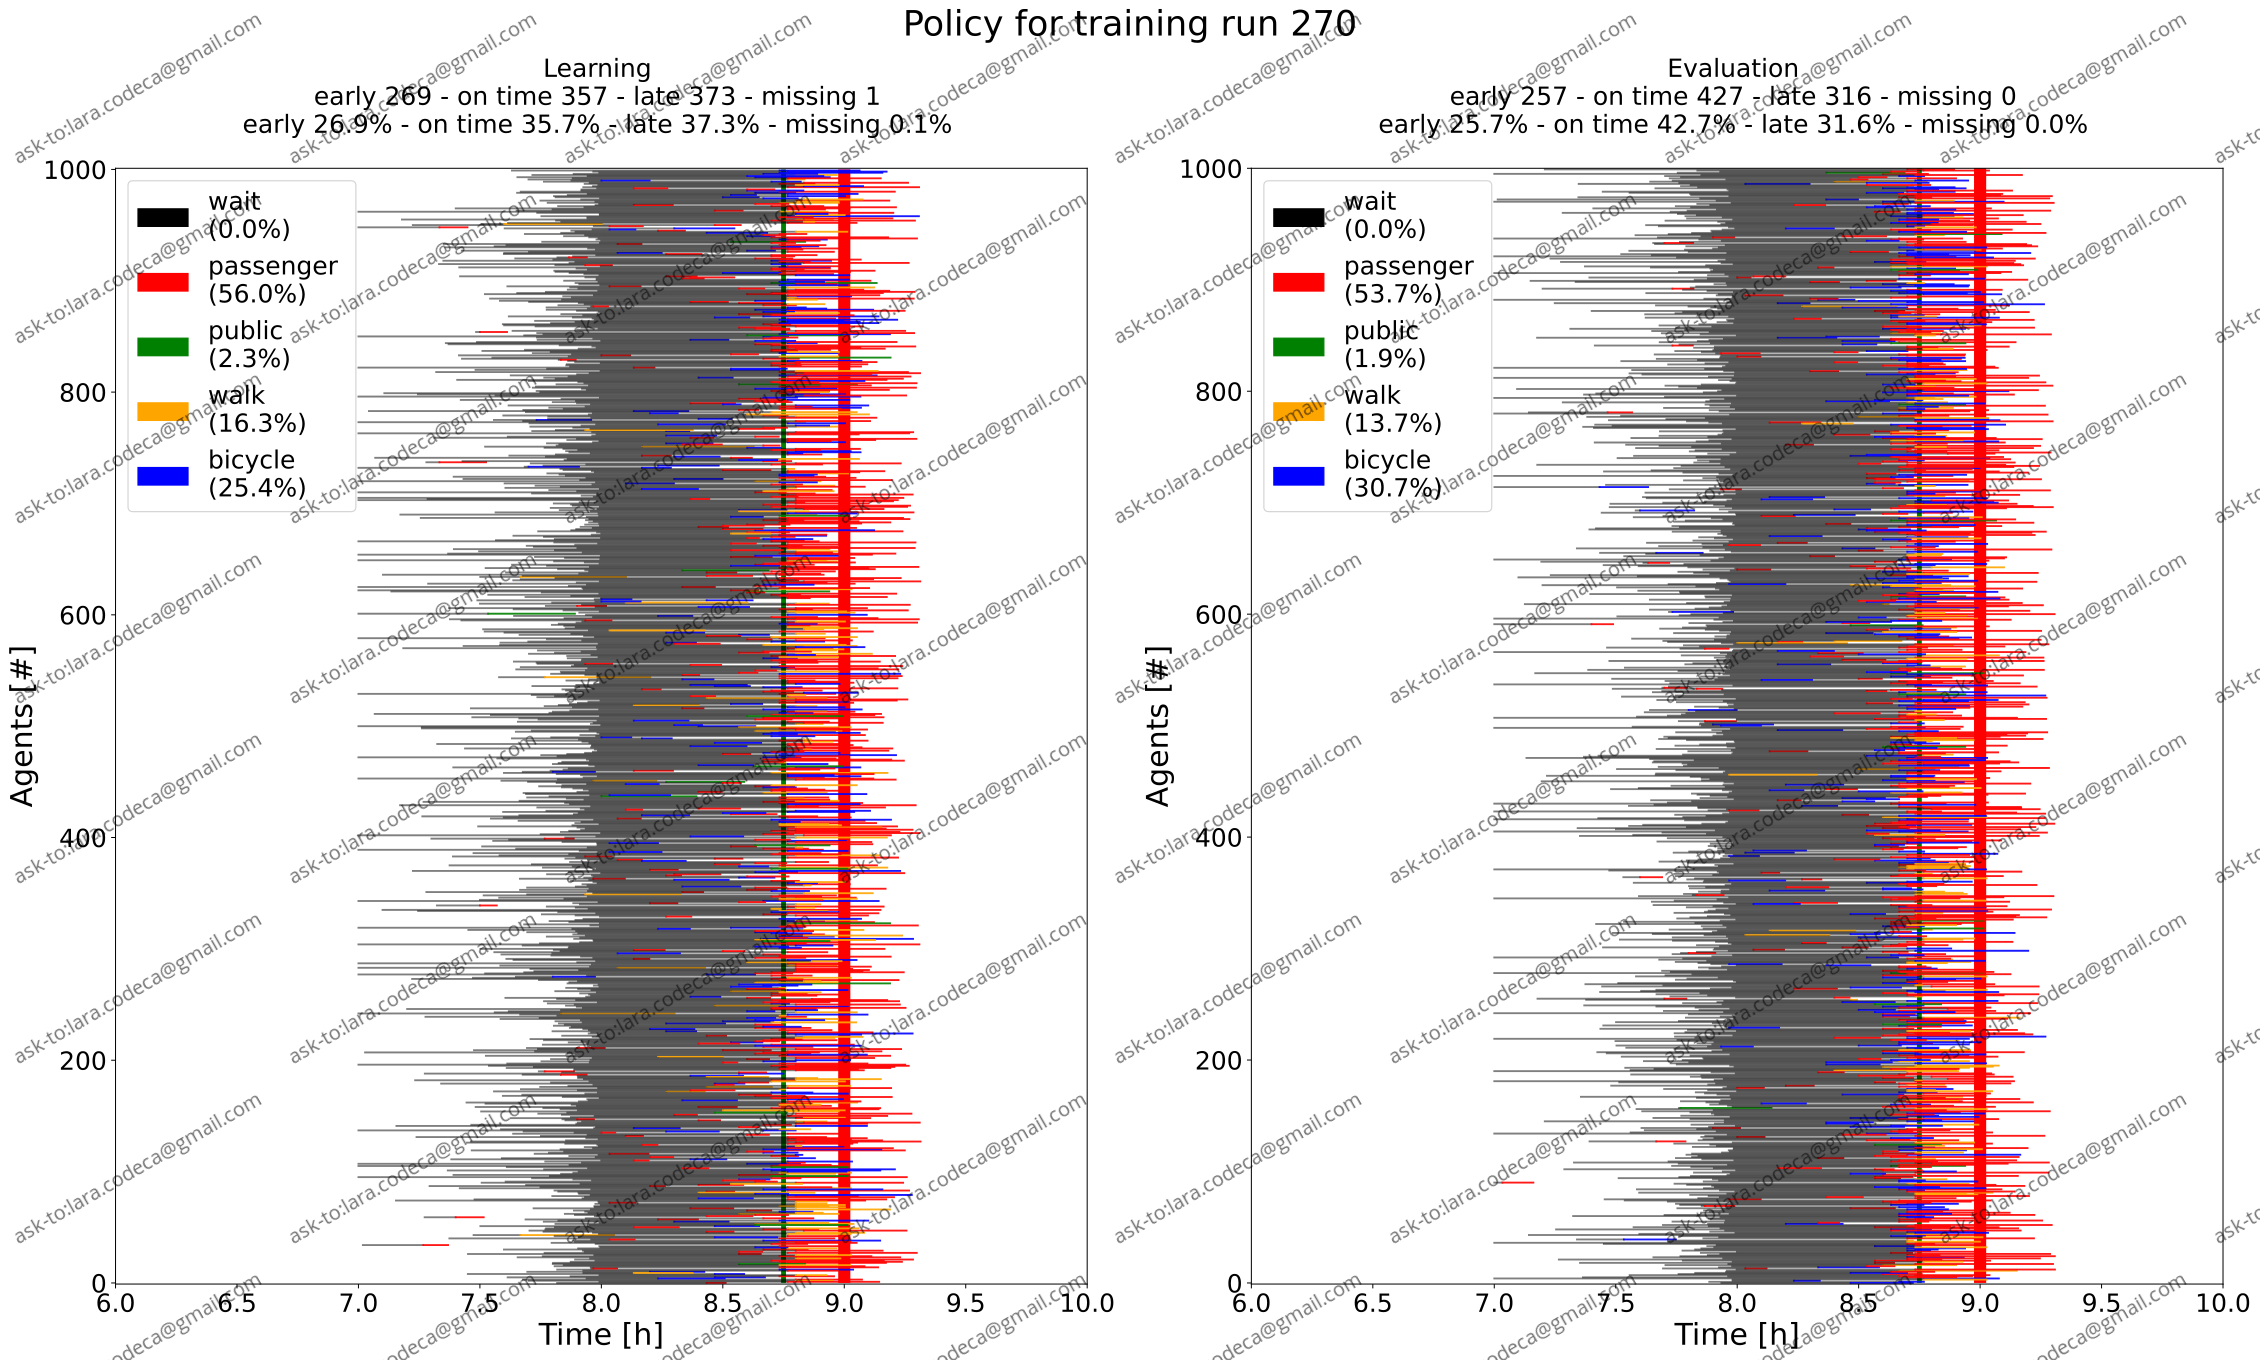 Policy for training run 270
Learning
early 269 - on time 357 - late 373 - missing 1
early 26.9% - on time 35.7% - late 37.3% - missing 0.1%
1000
800
600
400
200
0
Agents [#]
wait
(0.0%)
passenger
(56.0%)
public
(2.3%)
walk
(16.3%)
bicycle
(25.4%)
6.0 6.5 7.0 7.5 8.0 8.5 9.0 9.5 10.0
Time [h]
Evaluation
early 257 - on time 427 - late 316 - missing 0
early 25.7% - on time 42.7% - late 31.6% - missing 0.0%
1000
800
600
400
200
0
Agents [#]
wait
(0.0%)
passenger
(53.7%)
public
(1.9%)
walk
(13.7%)
bicycle
(30.7%)
6.0 6.5 7.0 7.5 8.0 8.5 9.0 9.5 10.0
Time [h]
ask-to:lara.codeca@gmail.com